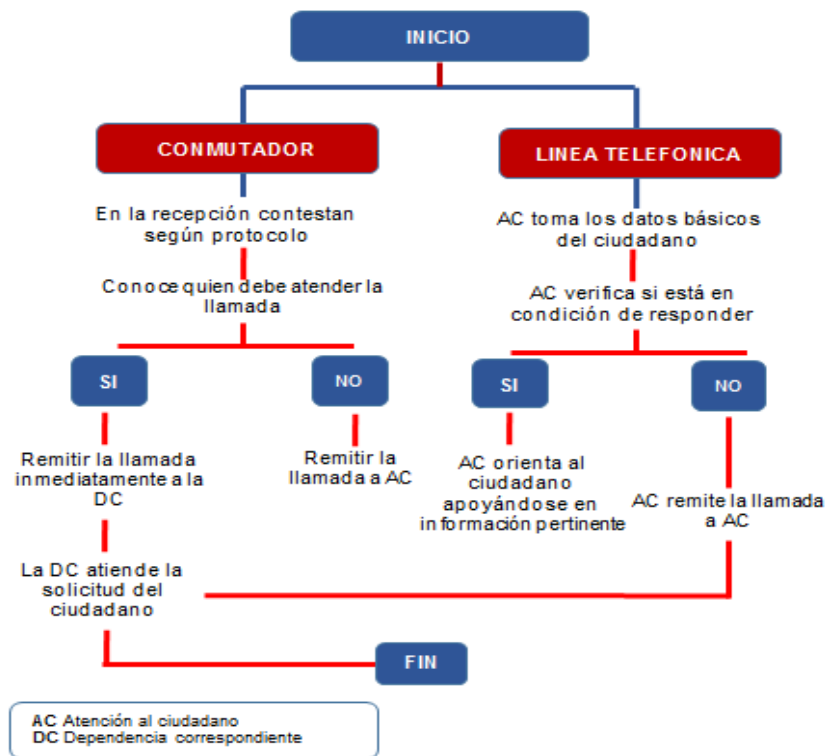 INICIO
CONMUTADOR
LINEA TELEFONICA
En la recepción contestan
según protocolo
AC toma los datos básicos
del ciudadano
Conoce quien debe atender la
llamada
AC verifica si está en
condición de responder
SI
NO
SI
NO
Remitir la llamada
inmediatamente a la
DC
Remitir la
llamada a AC
AC orienta al
ciudadano
apoyándose en
información pertinente
AC remite la llamada
a AC
La DC atiende la
solicitud del
ciudadano
FIN
AC Atención al ciudadano
DC Dependencia correspondiente